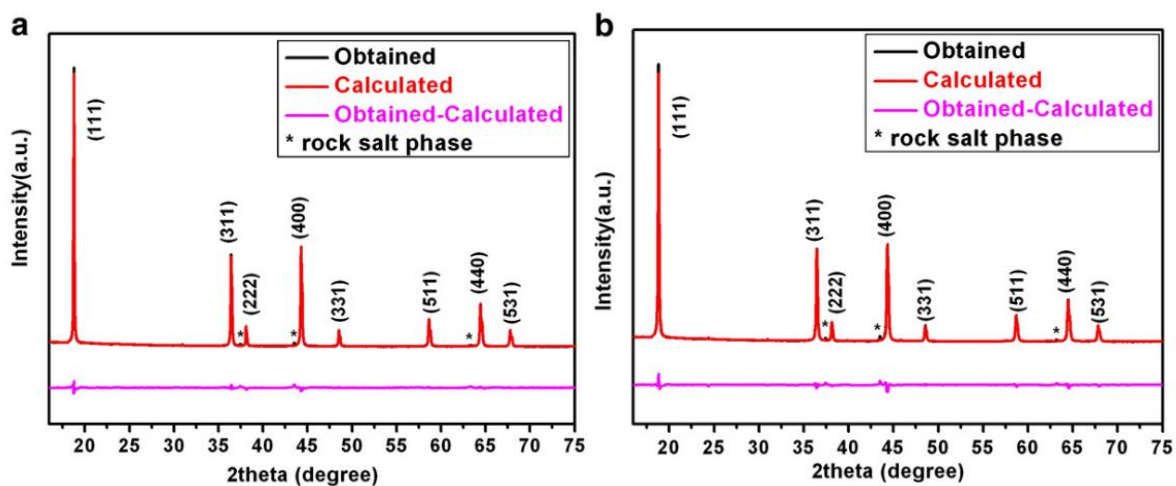 a
Obtained
Calculated
Obtained-Calculated
* rock salt phase
(111)
(311)
*
(222)
*
(400)
(331)
(511)
*
(440)
(531)
Intensity(a.u.)
20 25 30 35 40 45 50 55 60 65 70 75
2theta (degree)
b
Obtained
Calculated
Obtained-Calculated
* rock salt phase
(111)
(311)
*
(222)
*
(400)
(331)
(511)
*
(440)
(531)
Intensity(a.u.)
20 25 30 35 40 45 50 55 60 65 70 75
2theta (degree)